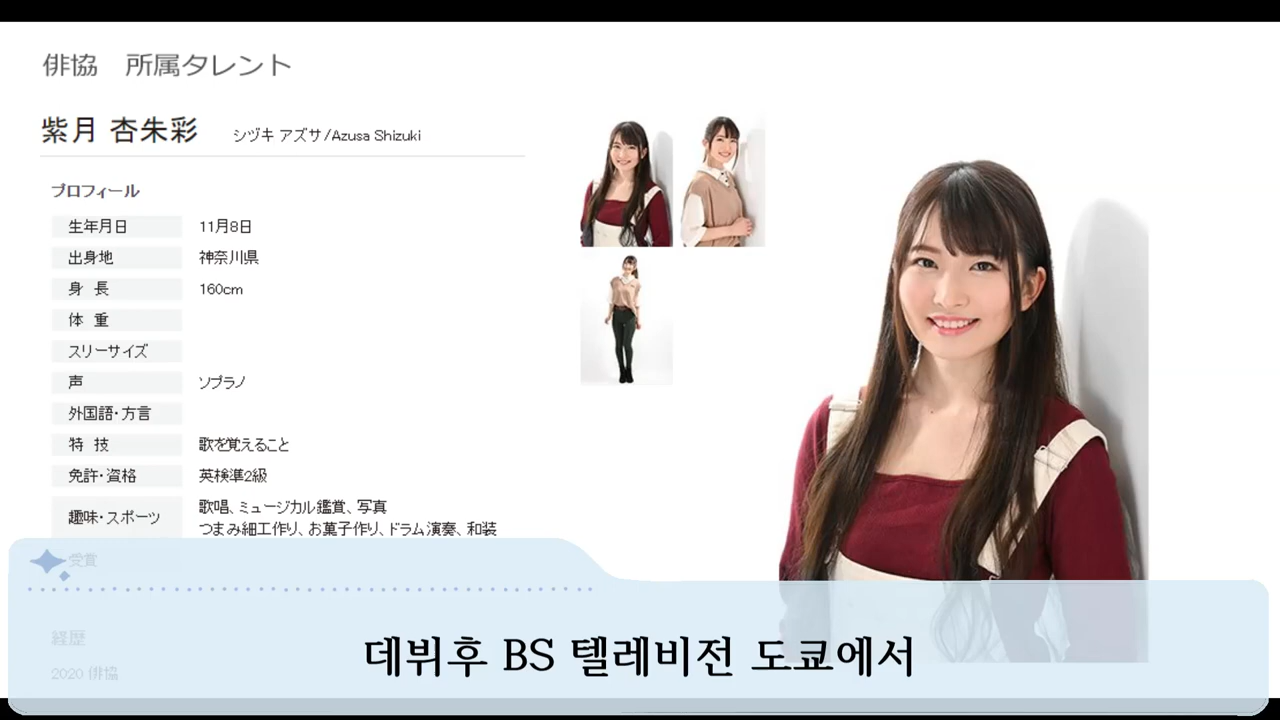 俳協 所属タレント
紫月 杏朱彩 シヅキ アズサ/Azusa Shizuki
プロフィール
生年月日 11月8日
出身地 神奈川県
身 長 160cm
体 重
スリーサイズ
声 ソプラノ
外国語・方言
特 技 歌を覚えること
免許・資格 英検準2級
趣味・スポーツ 歌唱、ミュージカル鑑賞、写真
つまみ細工作り、お菓子作り、ドラム演奏、和装
受賞
経歴
2020 俳協
데뷔후 BS 텔레비전 도쿄에서